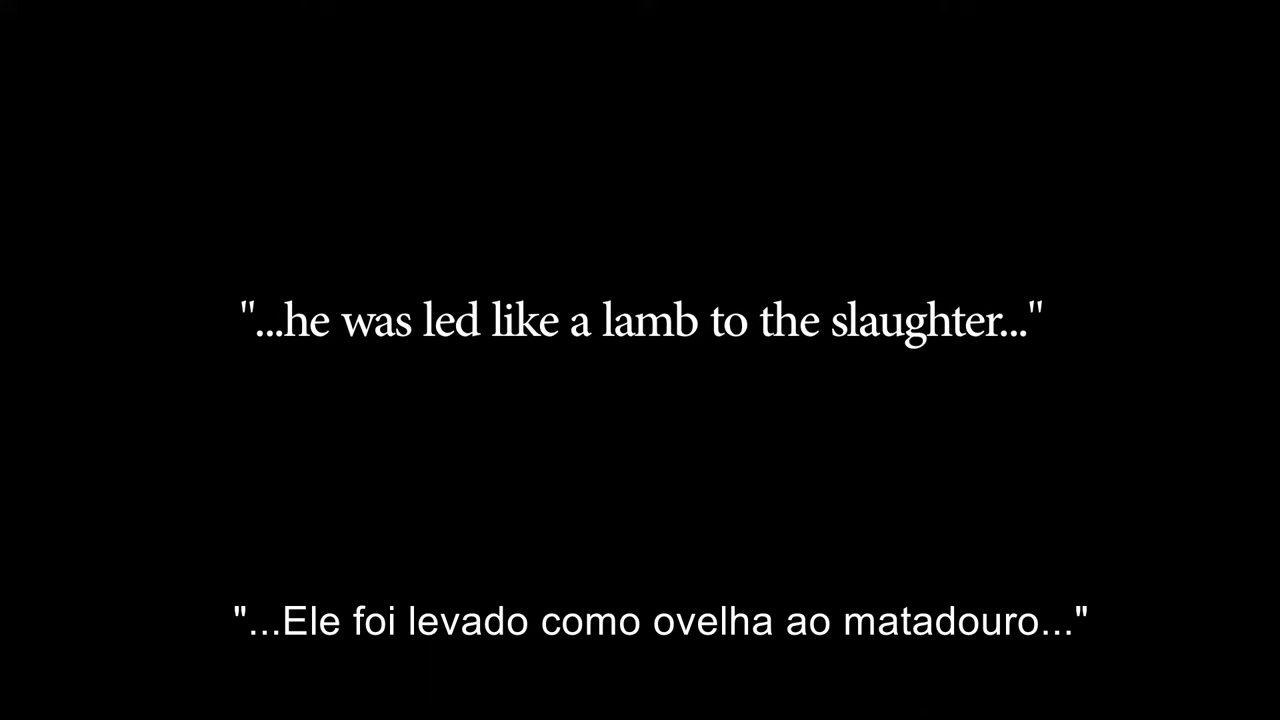 "...he was led like a lamb to the slaughter..."
"...Ele foi levado como ovelha ao matadouro..."